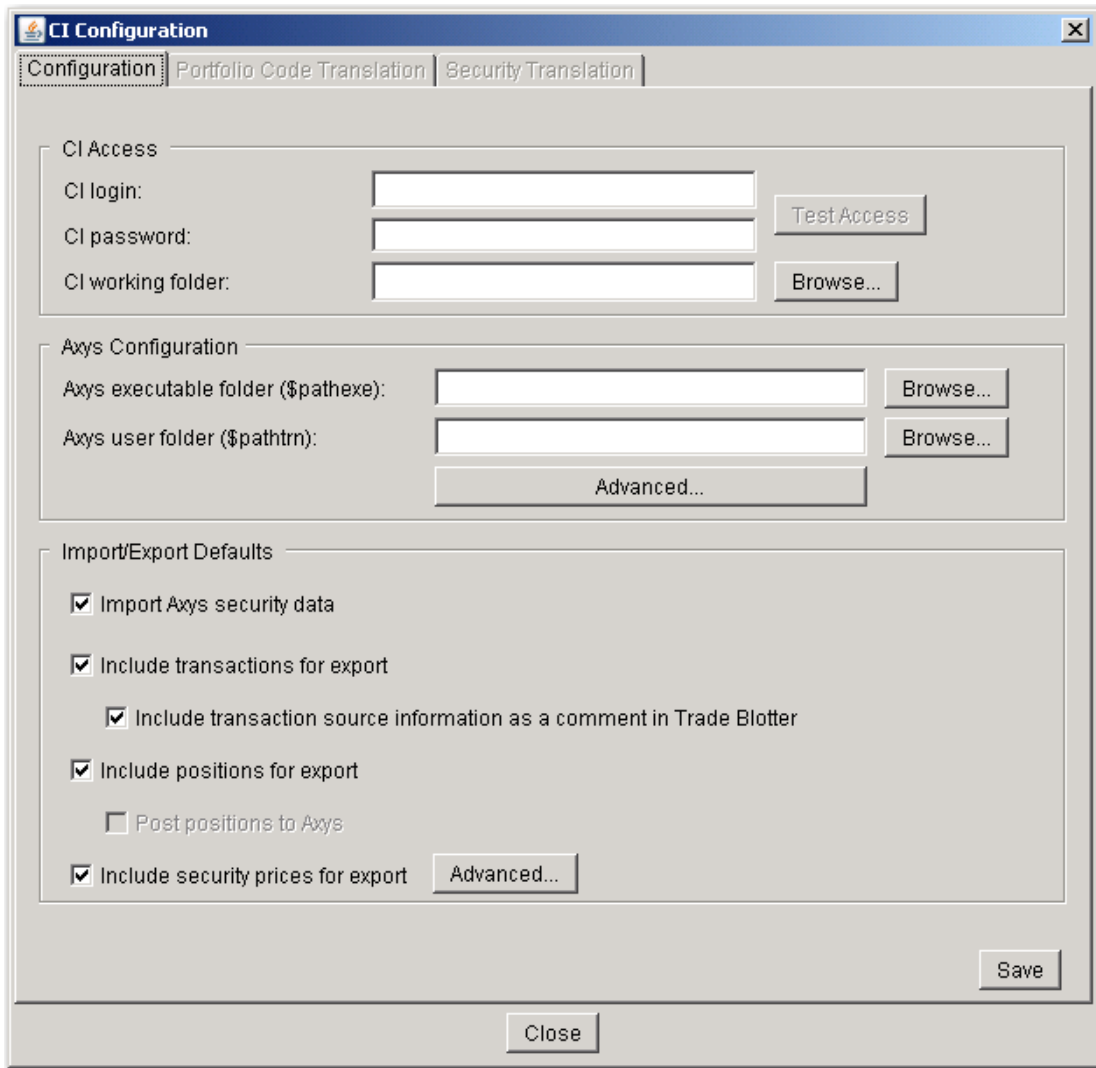 CI Configuration
Configuration Portfolio Code Translation Security Translation
CI Access
CI login:
Test Access
CI password:
CI working folder: Browse...
Axys Configuration
Axys executable folder ($pathexe): Browse...
Axys user folder ($pathtrn): Browse...
Advanced...
Import/Export Defaults
Import Axys security data
Include transactions for export
Include transaction source information as a comment in Trade Blotter
Include positions for export
Post positions to Axys
Include security prices for export Advanced...
Save
Close